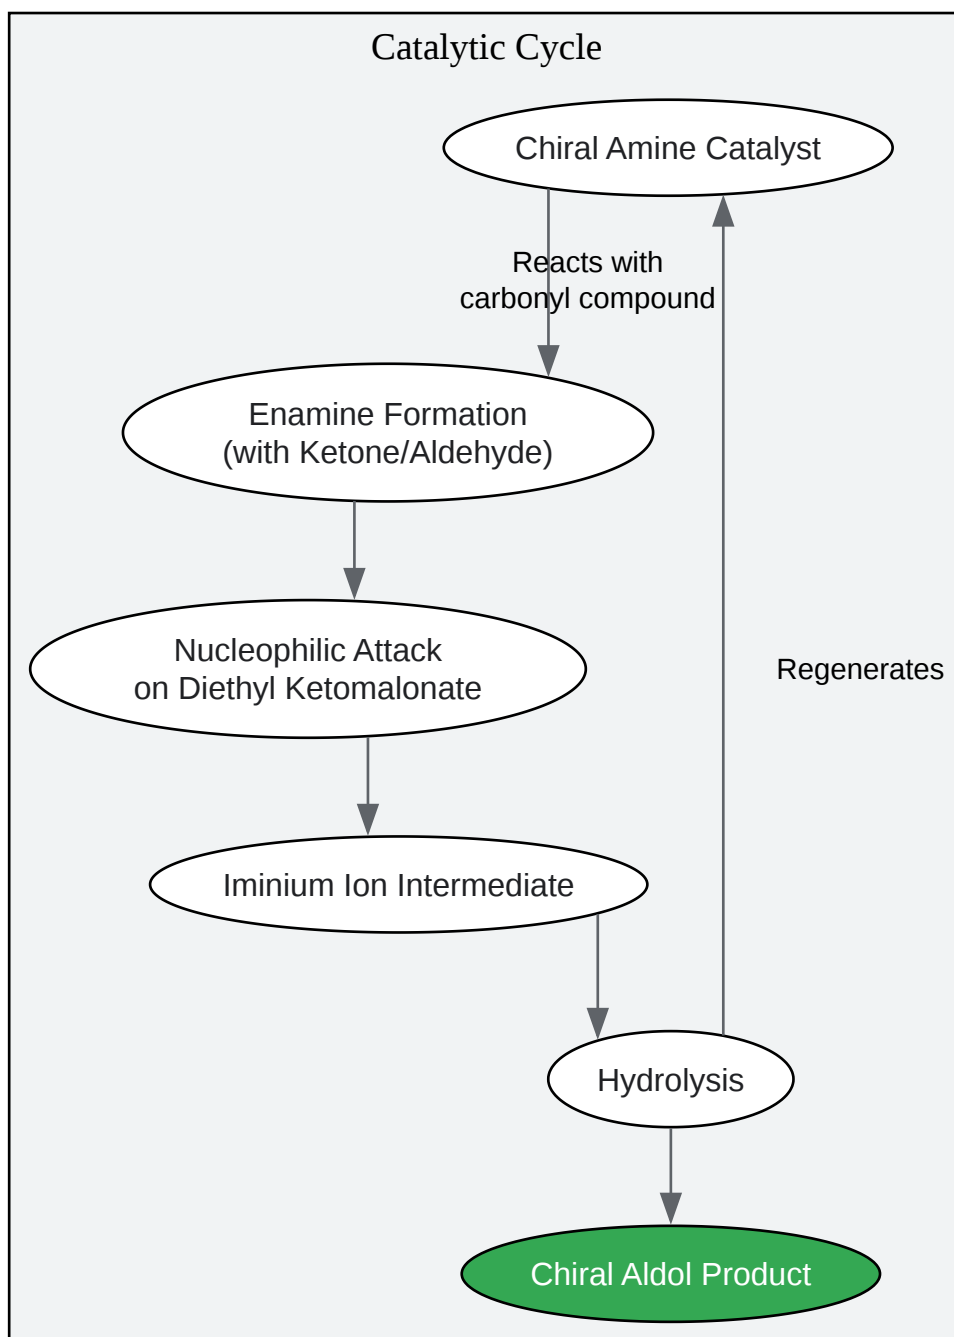 Catalytic Cycle
Chiral Amine Catalyst
Reacts with
carbonyl compound
Enamine Formation
(with Ketone/Aldehyde)
Nucleophilic Attack
on Diethyl Ketomalonate
Regenerates
Iminium Ion Intermediate
Hydrolysis
Chiral Aldol Product